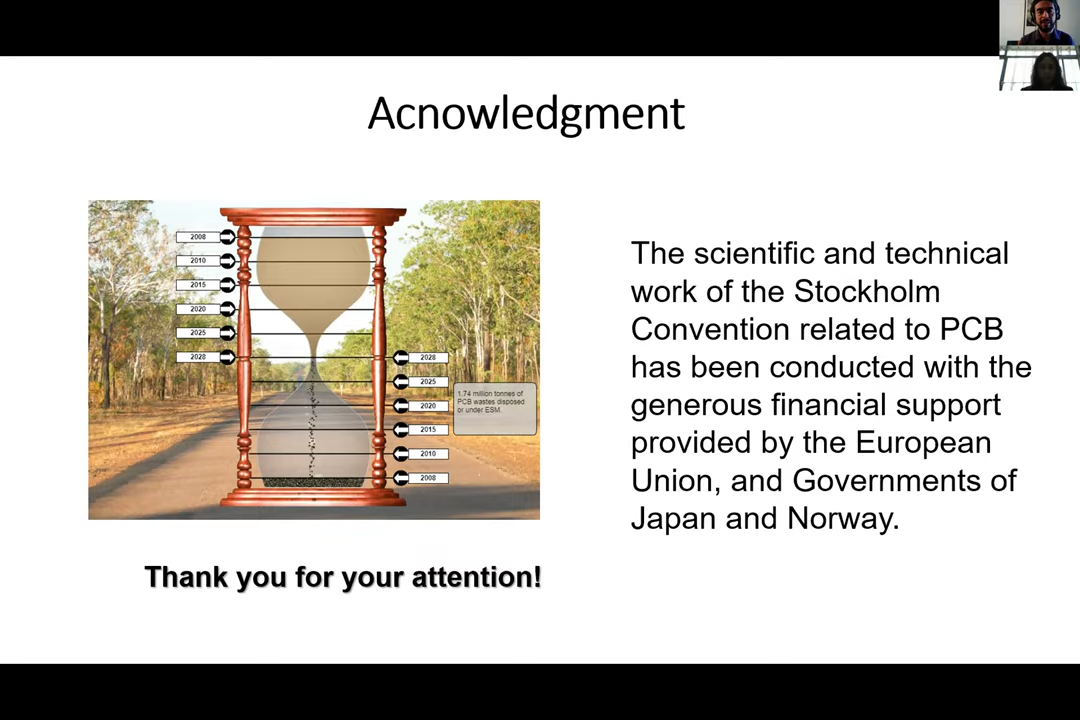 Acnowledgment
2008
2010
2015
2020
2025
2028
2028
2025
2020
2015
2010
2008
1.74 million tonnes of
PCB wastes disposed
or under ESM.
The scientific and technical
work of the Stockholm
Convention related to PCB
has been conducted with the
generous financial support
provided by the European
Union, and Governments of
Japan and Norway.
Thank you for your attention!